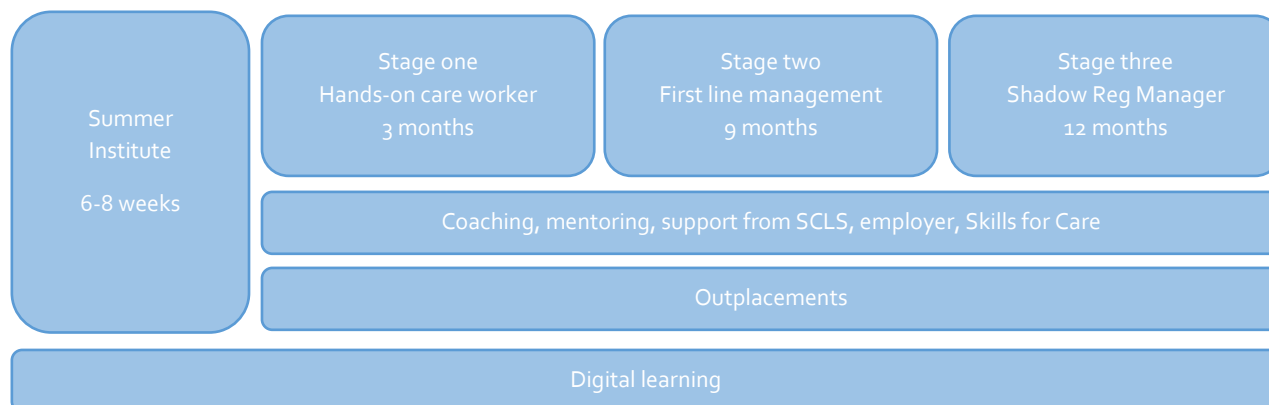 Summer
Institute
6-8 weeks
Stage one
Hands-on care worker
3 months
Stage two
First line management
9 months
Stage three
Shadow Reg Manager
12 months
Coaching, mentoring, support from SCLS, employer, Skills for Care
Outplacements
Digital learning